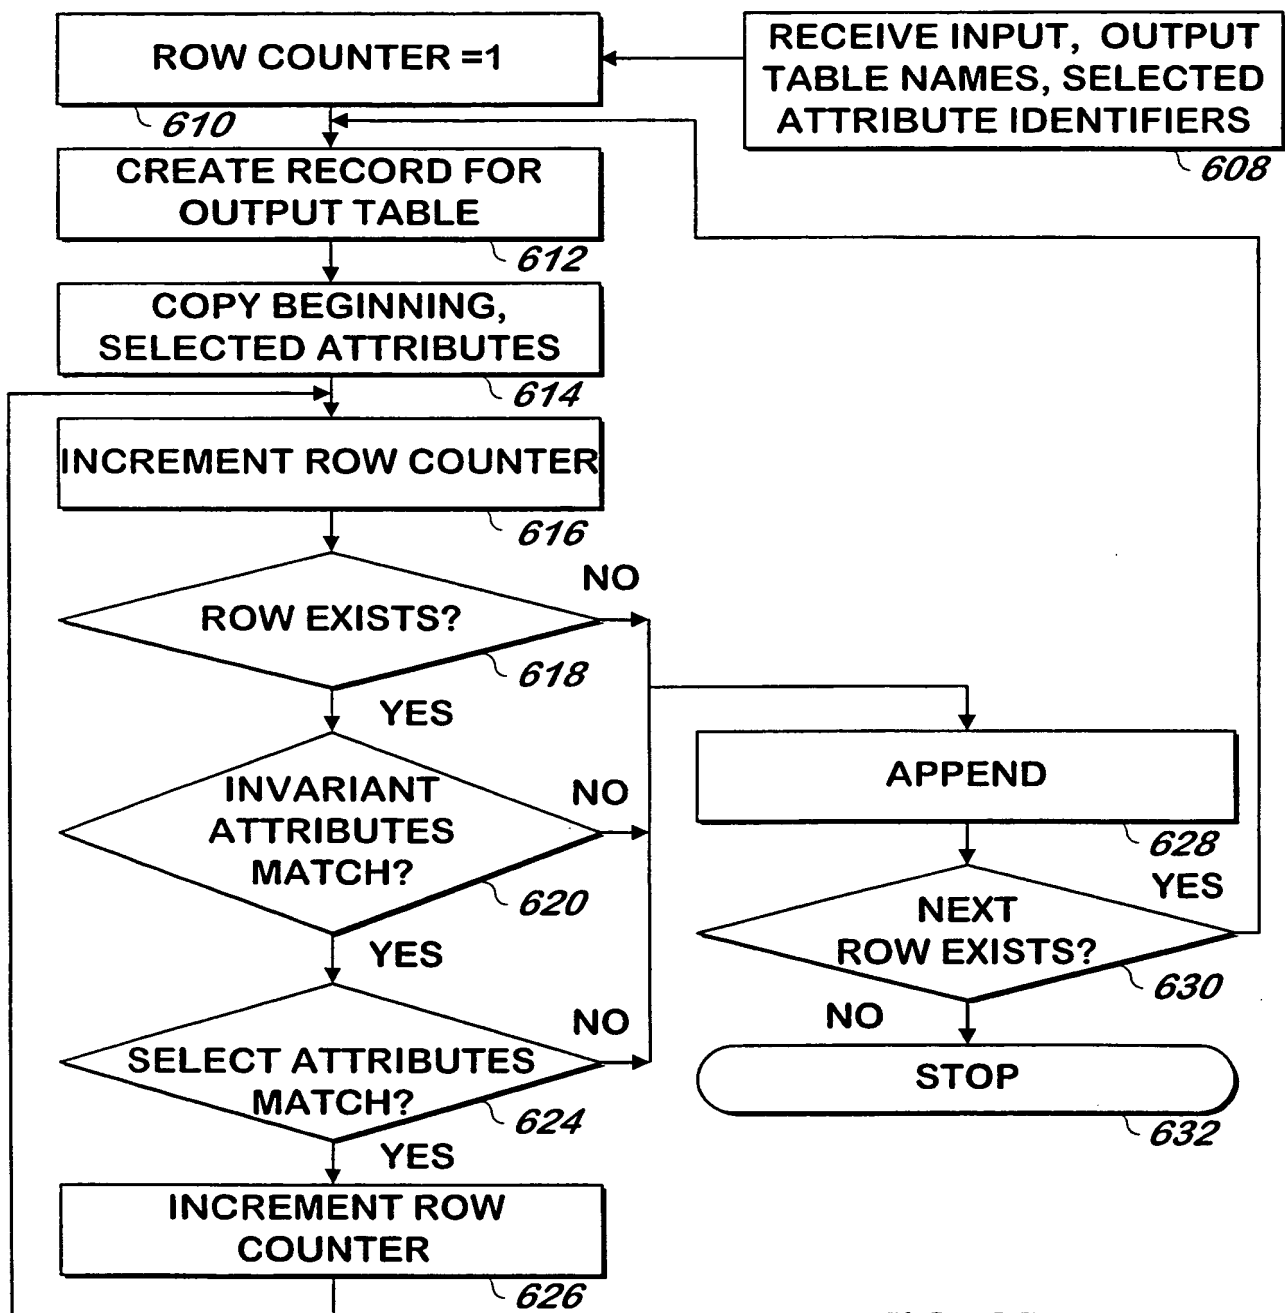 ROW COUNTER =1
610
RECEIVE INPUT, OUTPUT
TABLE NAMES, SELECTED
ATTRIBUTE IDENTIFIERS
608
CREATE RECORD FOR
OUTPUT TABLE
612
COPY BEGINNING,
SELECTED ATTRIBUTES
614
INCREMENT ROW COUNTER
616
ROW EXISTS?
NO
618
YES
INVARIANT
ATTRIBUTES
MATCH?
NO
620
YES
SELECT ATTRIBUTES
MATCH?
NO
624
YES
INCREMENT ROW
COUNTER
626
APPEND
628
NEXT
ROW EXISTS?
YES
630
NO
STOP
632